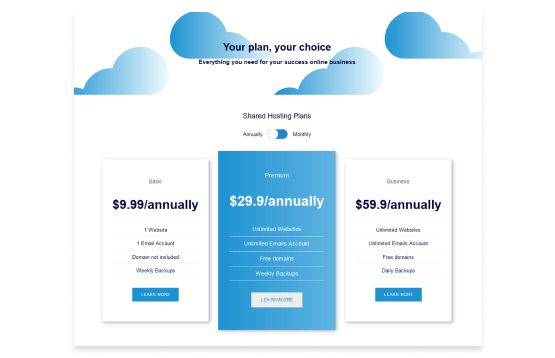 Your plan, your choice
Everything you need for your success online business
Shared Hosting Plans
Annually Monthly
Basic
$9.99/annually
1 Website
1 Email Account
Domain not included
Weekly Backups
LEARN MORE
Premium
$29.9/annually
Unlimited Websites
Unlimited Emails Account
Free domains
Weekly Backups
LEARN MORE
Business
$59.9/annually
Unlimited Websites
Unlimited Emails Account
Free domains
Daily Backups
LEARN MORE